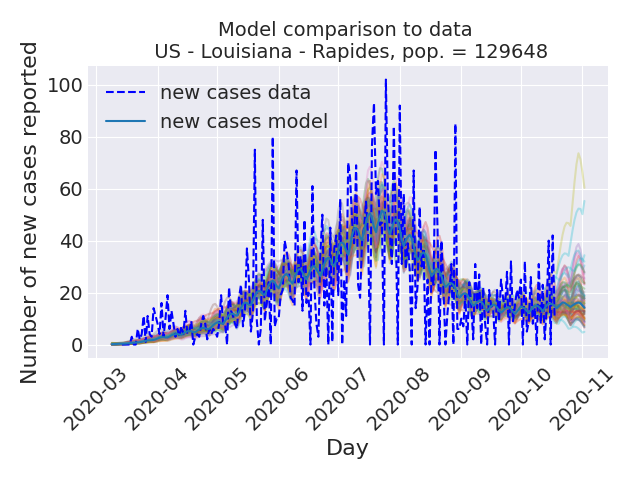 Model comparison to data
US - Louisiana - Rapides, pop. = 129648
Number of new cases reported
100
80
60
40
20
0
new cases data
new cases model
2020-03
2020-04
2020-05
2020-06
2020-07
2020-08
2020-09
2020-10
2020-11
Day